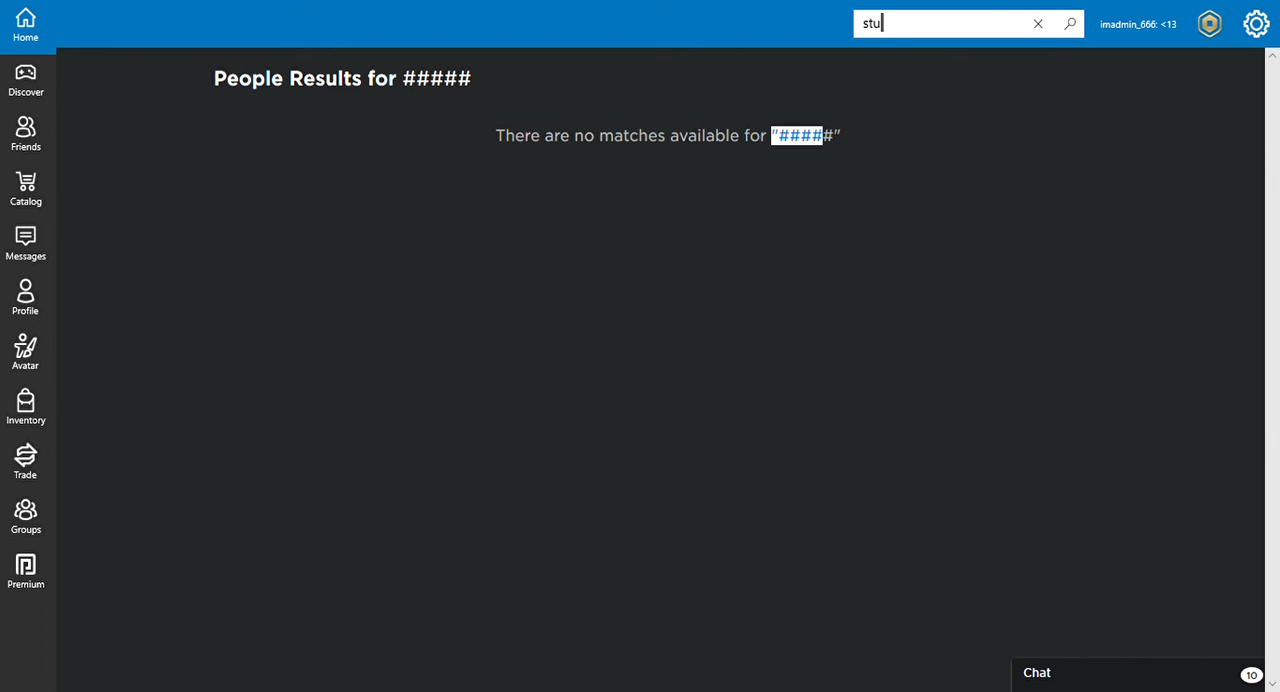 Home
stu
imadmin_666: <13
Discover
Friends
Catalog
Messages
Profile
Avatar
Inventory
Trade
Groups
Premium
People Results for #####
There are no matches available for "#####"
Chat
10